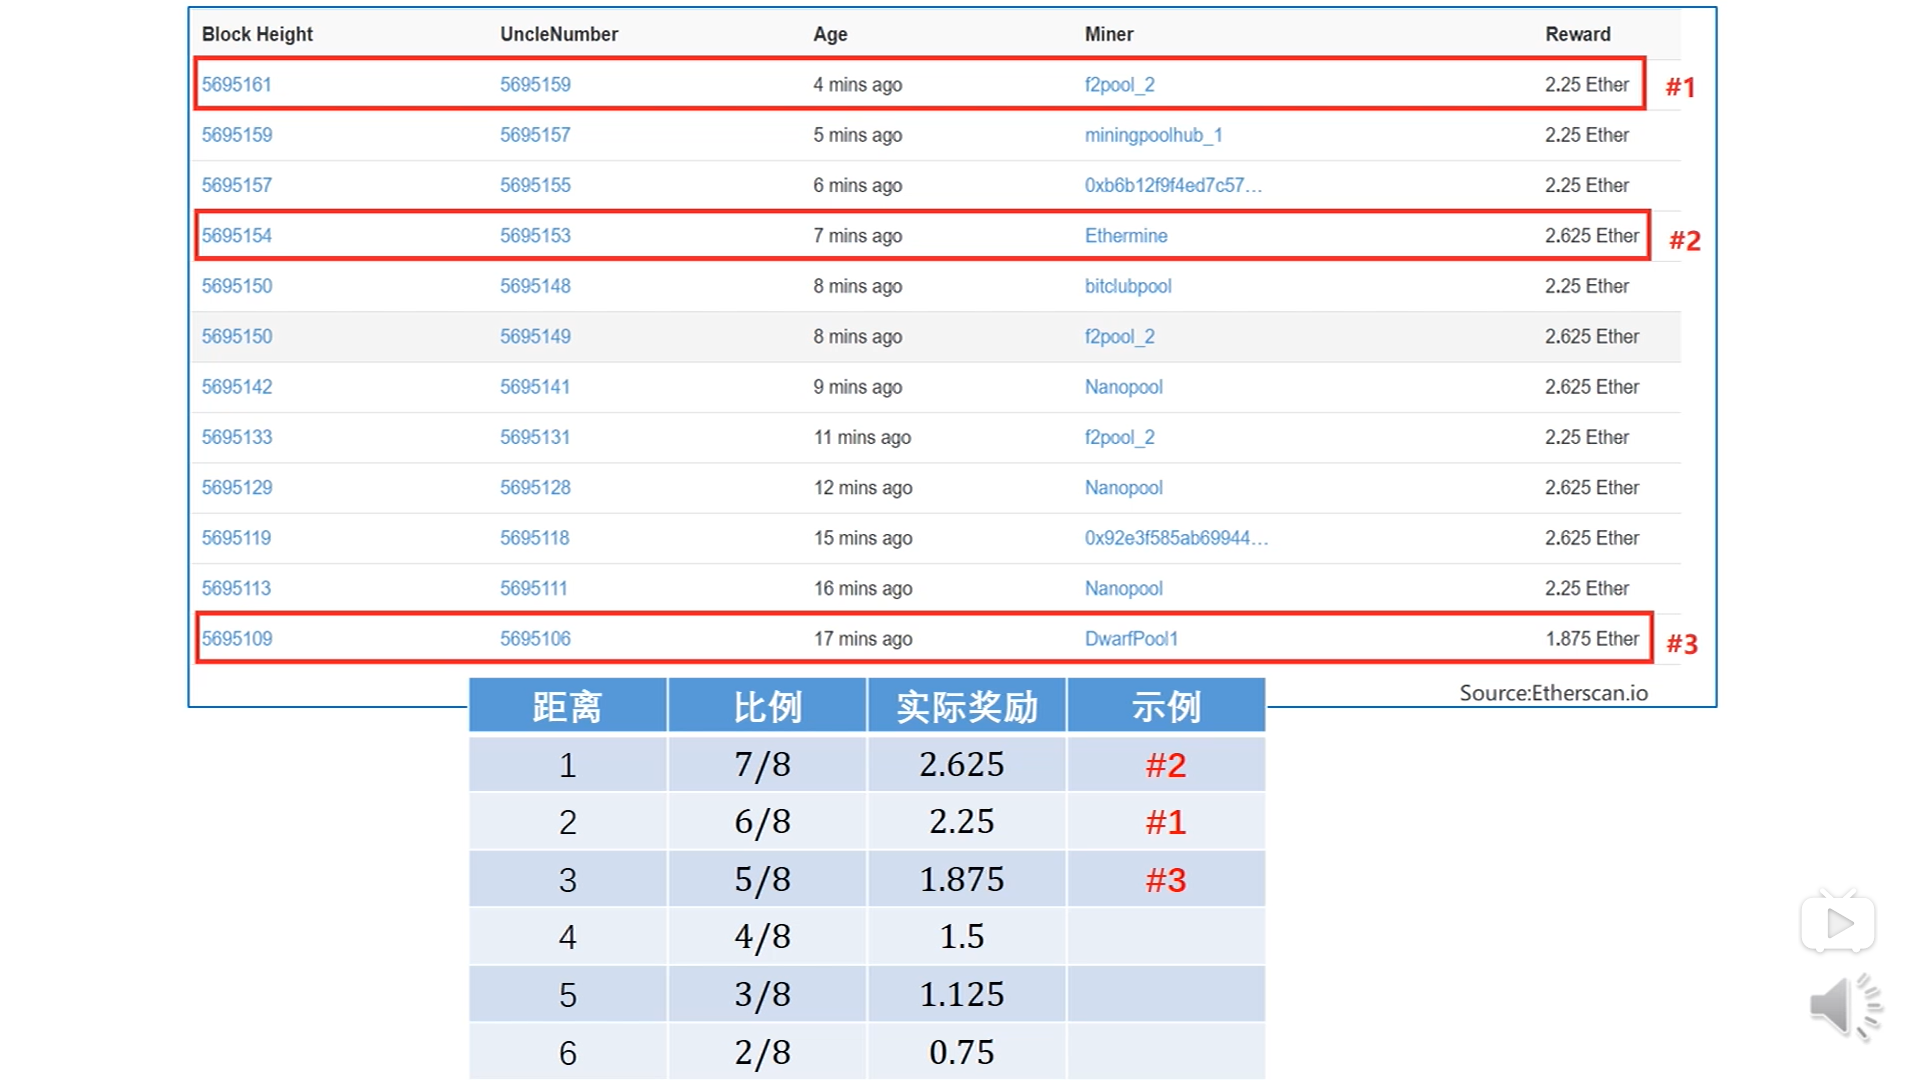 Block Height UncleNumber Age Miner Reward
5695161 5695159 4 mins ago f2pool_2 2.25 Ether #1
5695159 5695157 5 mins ago miningpoolhub_1 2.25 Ether
5695157 5695155 6 mins ago 0xb6b12f9f4ed7c57... 2.25 Ether
5695154 5695153 7 mins ago Ethermine 2.625 Ether #2
5695150 5695148 8 mins ago bitclubpool 2.25 Ether
5695150 5695149 8 mins ago f2pool_2 2.625 Ether
5695142 5695141 9 mins ago Nanopool 2.625 Ether
5695133 5695131 11 mins ago f2pool_2 2.25 Ether
5695129 5695128 12 mins ago Nanopool 2.625 Ether
5695119 5695118 15 mins ago 0x92e3f585ab69944... 2.625 Ether
5695113 5695111 16 mins ago Nanopool 2.25 Ether
5695109 5695106 17 mins ago DwarfPool1 1.875 Ether #3
Source:Etherscan.io
距离 比例 实际奖励 示例
1 7/8 2.625 #2
2 6/8 2.25 #1
3 5/8 1.875 #3
4 4/8 1.5
5 3/8 1.125
6 2/8 0.75